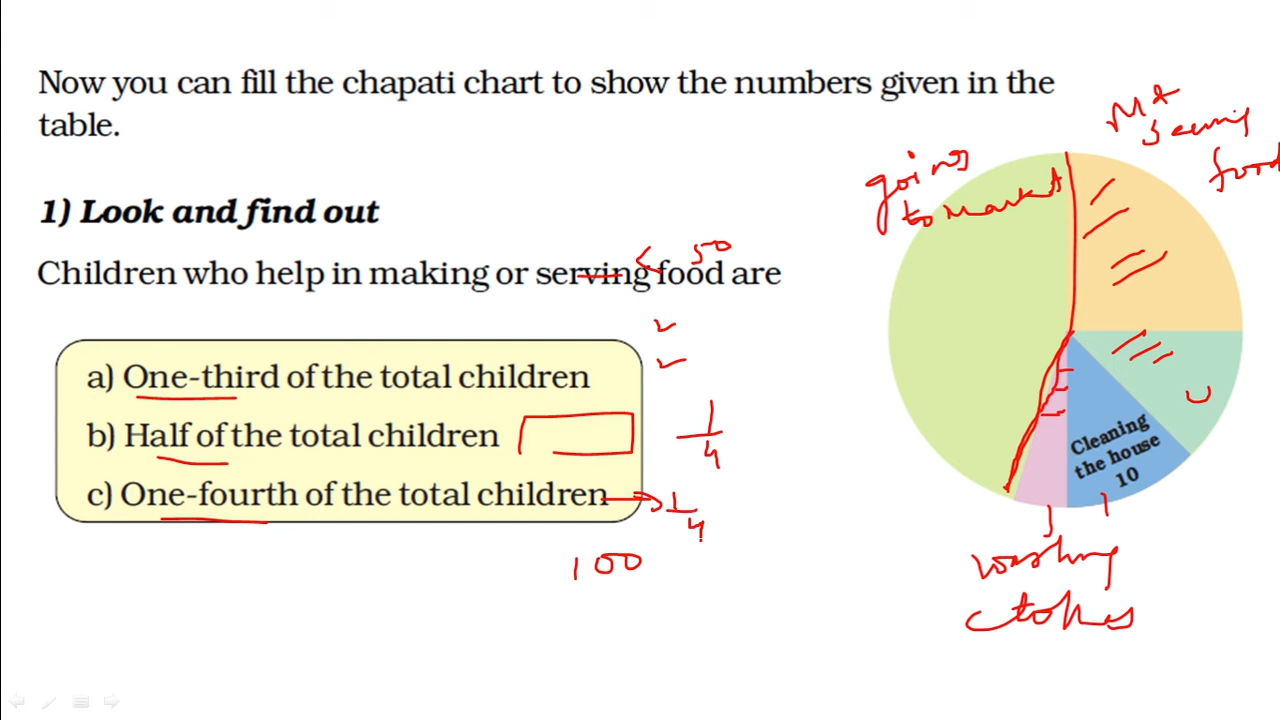 Now you can fill the chapati chart to show the numbers given in the
table.
1) Look and find out
Children who help in making or serving food are
< 50
a) One-third of the total children
b) Half of the total children
c) One-fourth of the total children
1/4
1/4
100
going
to market
serving
food
Cleaning
the house
10
washing
clothes